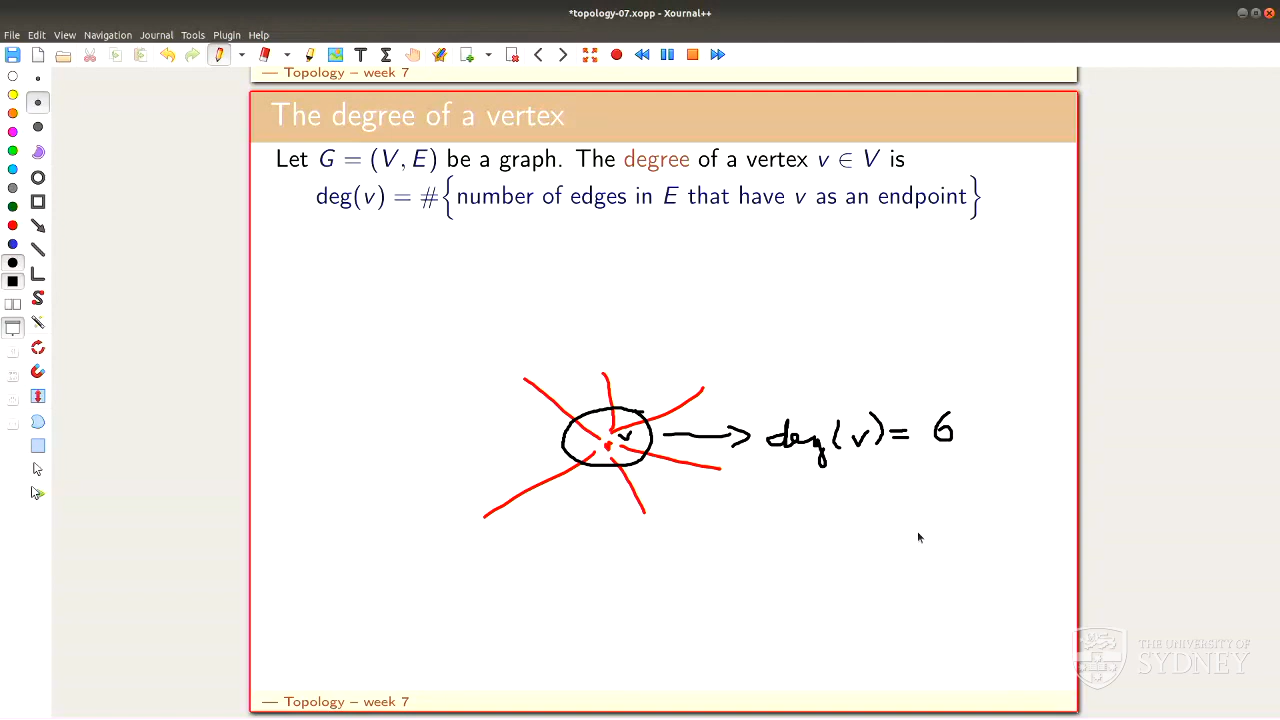 *topology-07.xopp - Xournal++
File Edit View Navigation Journal Tools Plugin Help
— Topology – week 7
The degree of a vertex
Let G = (V, E) be a graph. The degree of a vertex v ∈ V is
deg(v) = #{number of edges in E that have v as an endpoint}
v
deg(v) = 6
THE UNIVERSITY OF
SYDNEY
— Topology – week 7